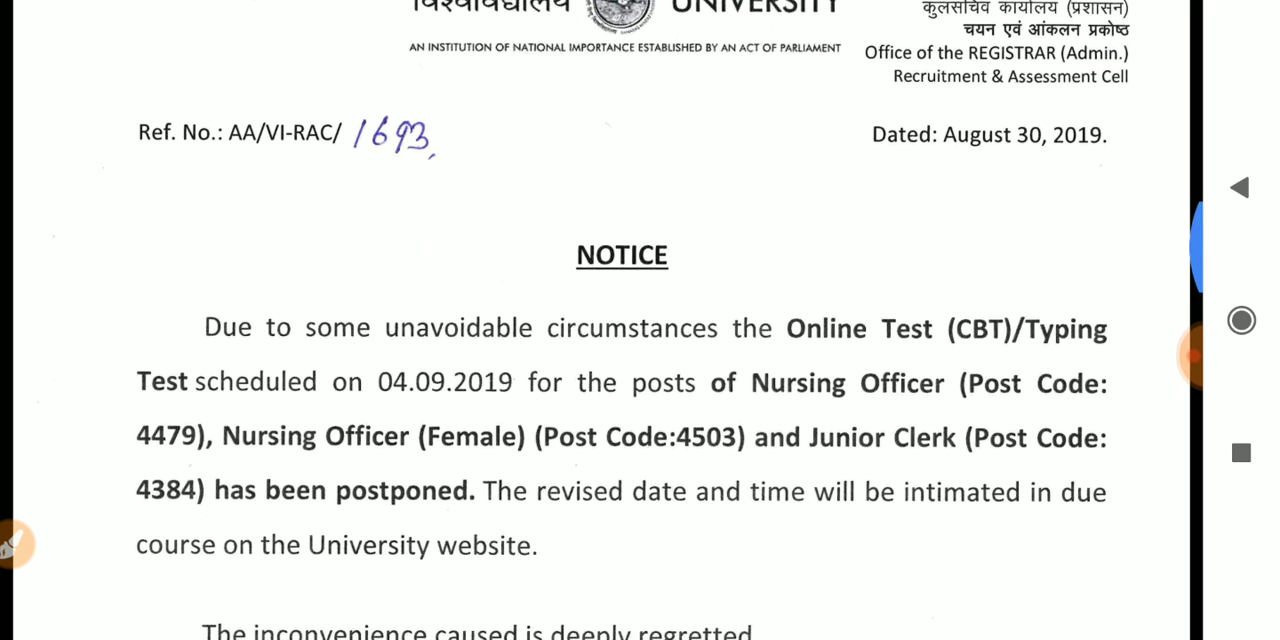 विश्वविद्यालय UNIVERSITY
AN INSTITUTION OF NATIONAL IMPORTANCE ESTABLISHED BY AN ACT OF PARLIAMENT
कुलसचिव कार्यालय (प्रशासन)
चयन एवं आंकलन प्रकोष्ठ
Office of the REGISTRAR (Admin.)
Recruitment & Assessment Cell
Ref. No.: AA/VI-RAC/ 1693,
Dated: August 30, 2019.
NOTICE
Due to some unavoidable circumstances the Online Test (CBT)/Typing
Test scheduled on 04.09.2019 for the posts of Nursing Officer (Post Code:
4479), Nursing Officer (Female) (Post Code:4503) and Junior Clerk (Post Code:
4384) has been postponed. The revised date and time will be intimated in due
course on the University website.
The inconvenience caused is deeply regretted